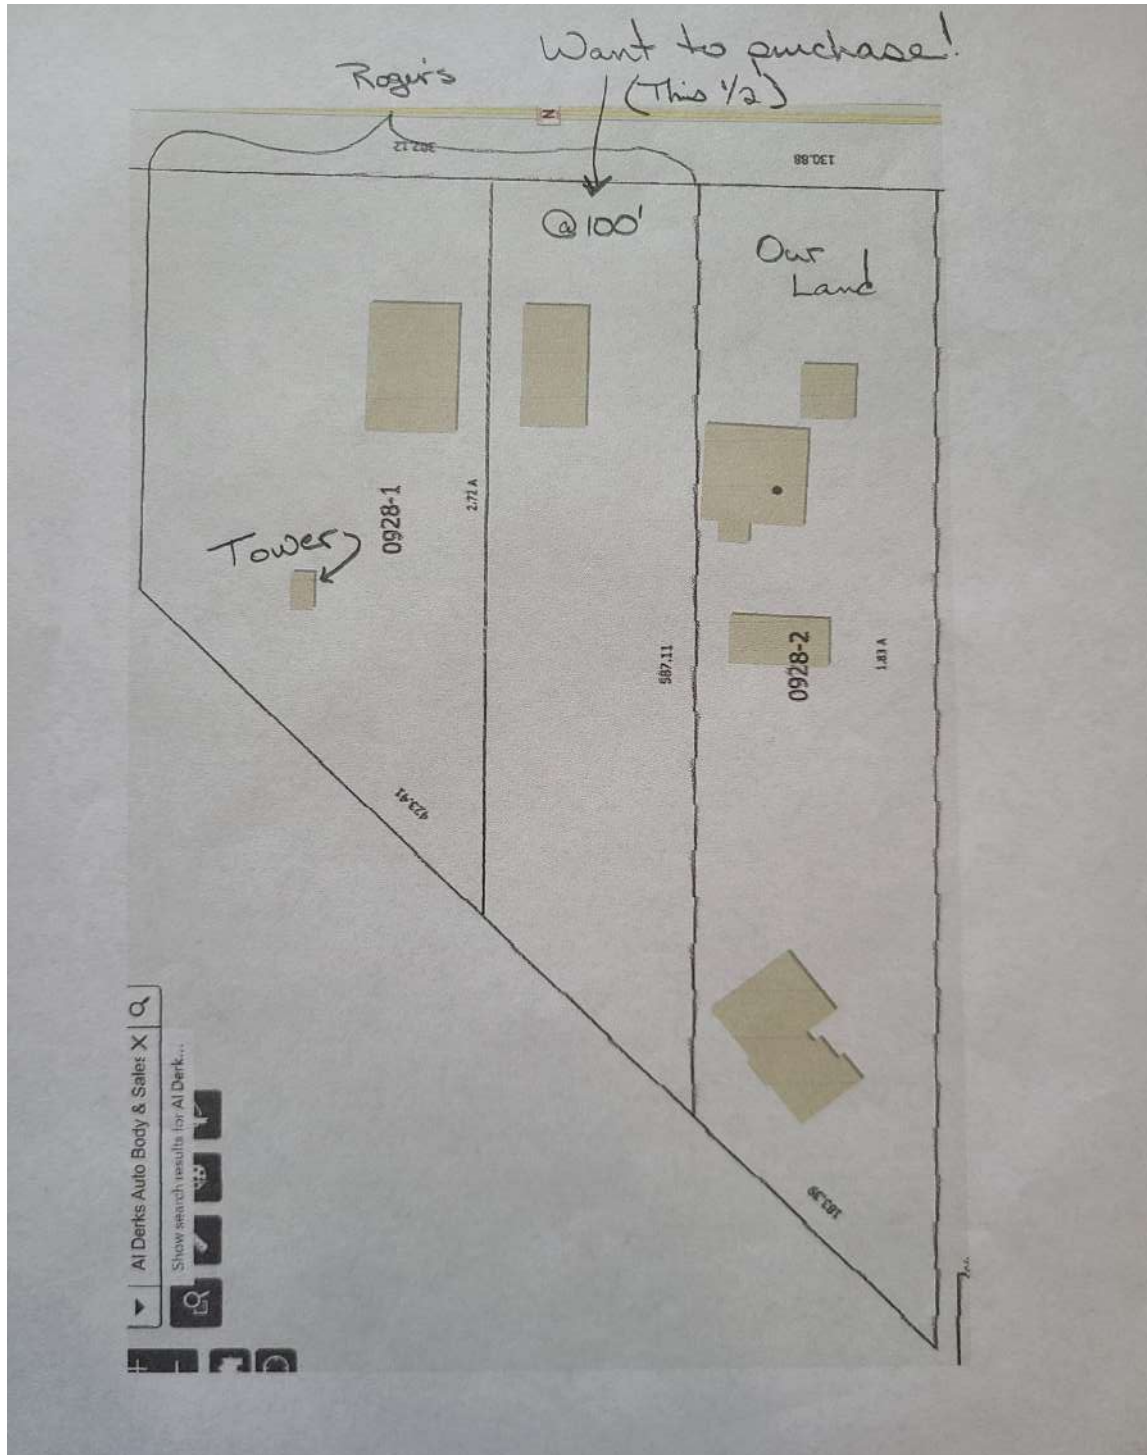 Want to purchase!
(This 1/2)
Roger's
N
302.12
130.88
@ 100'
Our
Land
Tower
0928-1
2.72 A
587.11
0928-2
1.83 A
423.41
183.39
Al Derks Auto Body & Sales X
Show search results for Al Derk...